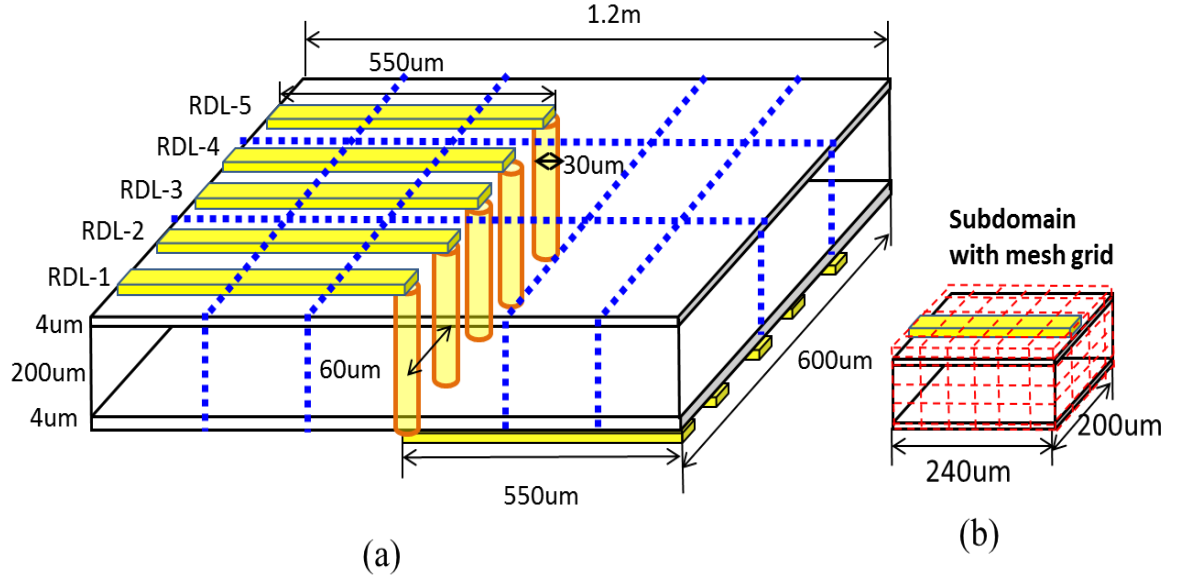 1.2m
550um
RDL-5
RDL-4
30um
RDL-3
RDL-2
RDL-1
Subdomain
with mesh grid
4um
200um
60um
600um
4um
200um
240um
550um
(a)
(b)